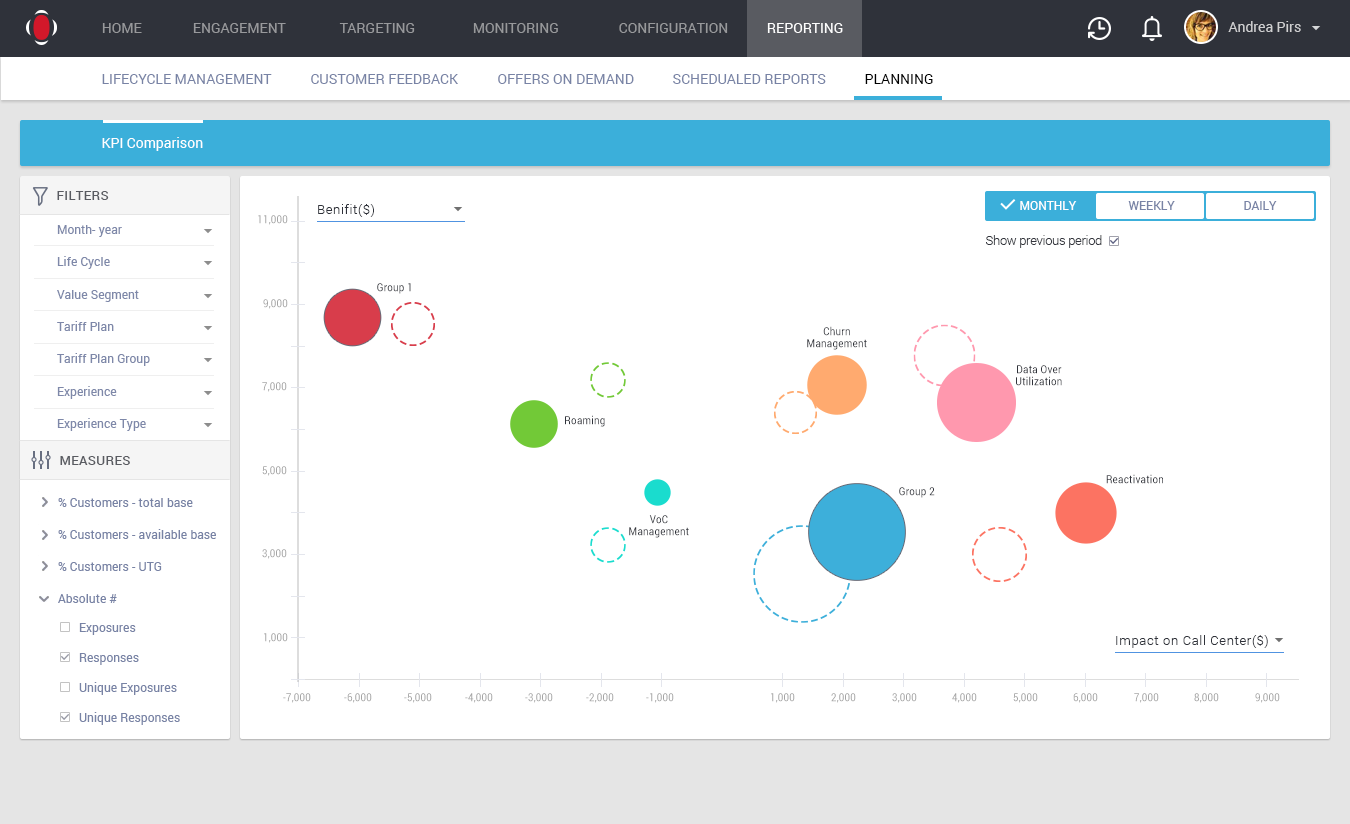 HOME ENGAGEMENT TARGETING MONITORING CONFIGURATION REPORTING Andrea Pirs
LIFECYCLE MANAGEMENT CUSTOMER FEEDBACK OFFERS ON DEMAND SCHEDUALED REPORTS PLANNING
KPI Comparison
FILTERS
Month- year
Life Cycle
Value Segment
Tariff Plan
Tariff Plan Group
Experience
Experience Type
MEASURES
% Customers - total base
% Customers - available base
% Customers - UTG
Absolute #
Exposures
Responses
Unique Exposures
Unique Responses
Benifit($)
MONTHLY WEEKLY DAILY
Show previous period
11,000
9,000
7,000
5,000
3,000
1,000
Group 1
Churn
Management
Data Over
Utilization
Roaming
Reactivation
Group 2
VoC
Management
Impact on Call Center($)
-7,000 -6,000 -5,000 -4,000 -3,000 -2,000 -1,000 1,000 2,000 3,000 4,000 5,000 6,000 7,000 8,000 9,000